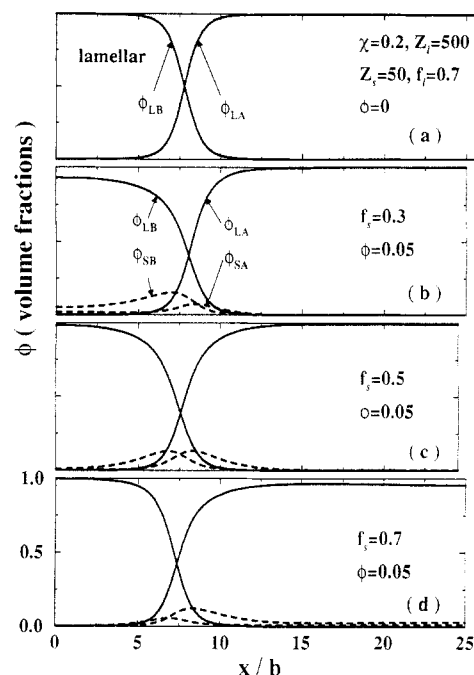 χ=0.2, Z_l=500
lamellar
Z_s=50, f_l=0.7
ϕ_LB
ϕ_LA
ϕ=0
( a )
ϕ_LB
ϕ_LA
f_s=0.3
ϕ_SB
ϕ_SA
ϕ=0.05
( b )
f_s=0.5
ϕ=0.05
( c )
1.0
f_s=0.7
0.5
ϕ=0.05
( d )
0.0
0 5 10 15 20 25
x / b
ϕ ( volume fractions )